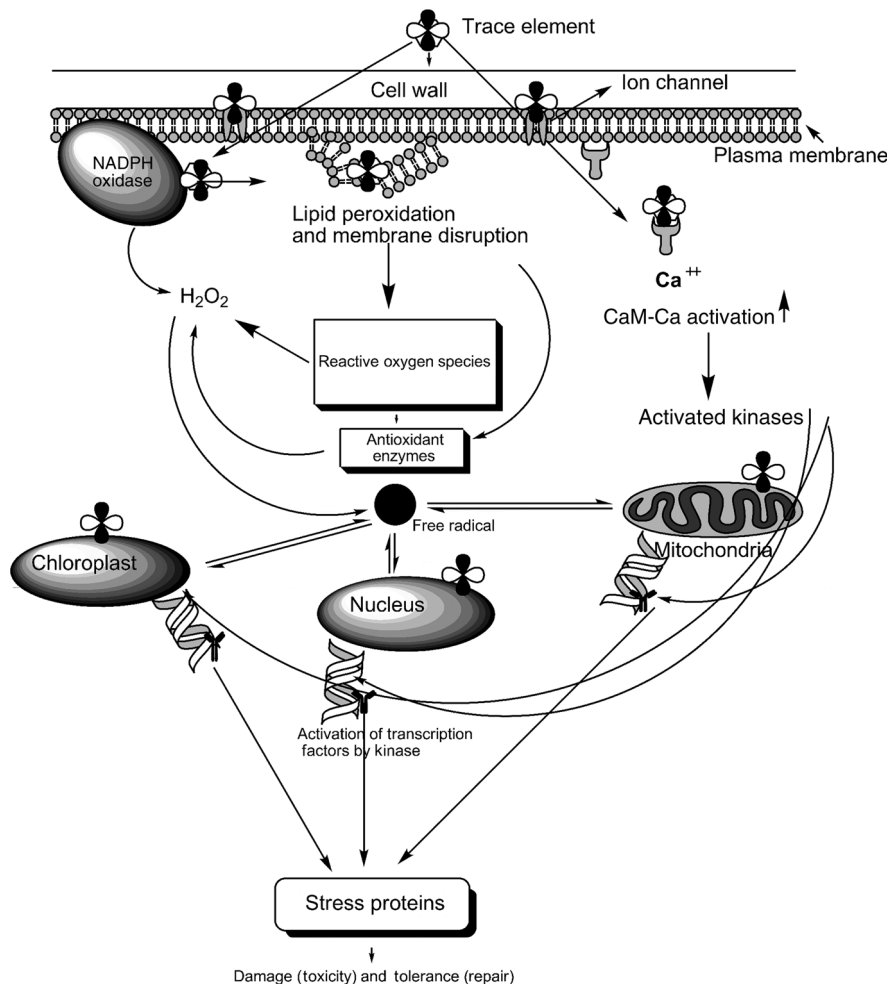 Trace element
Ion channel
Cell wall
Plasma membrane
NADPH
oxidase
Lipid peroxidation
and membrane disruption
H₂O₂
Ca ⁺⁺
CaM-Ca activation
Reactive oxygen species
Activated kinases
Antioxidant
enzymes
Free radical
Mitochondria
Chloroplast
Nucleus
Activation of transcription
factors by kinase
Stress proteins
Damage (toxicity) and tolerance (repair)